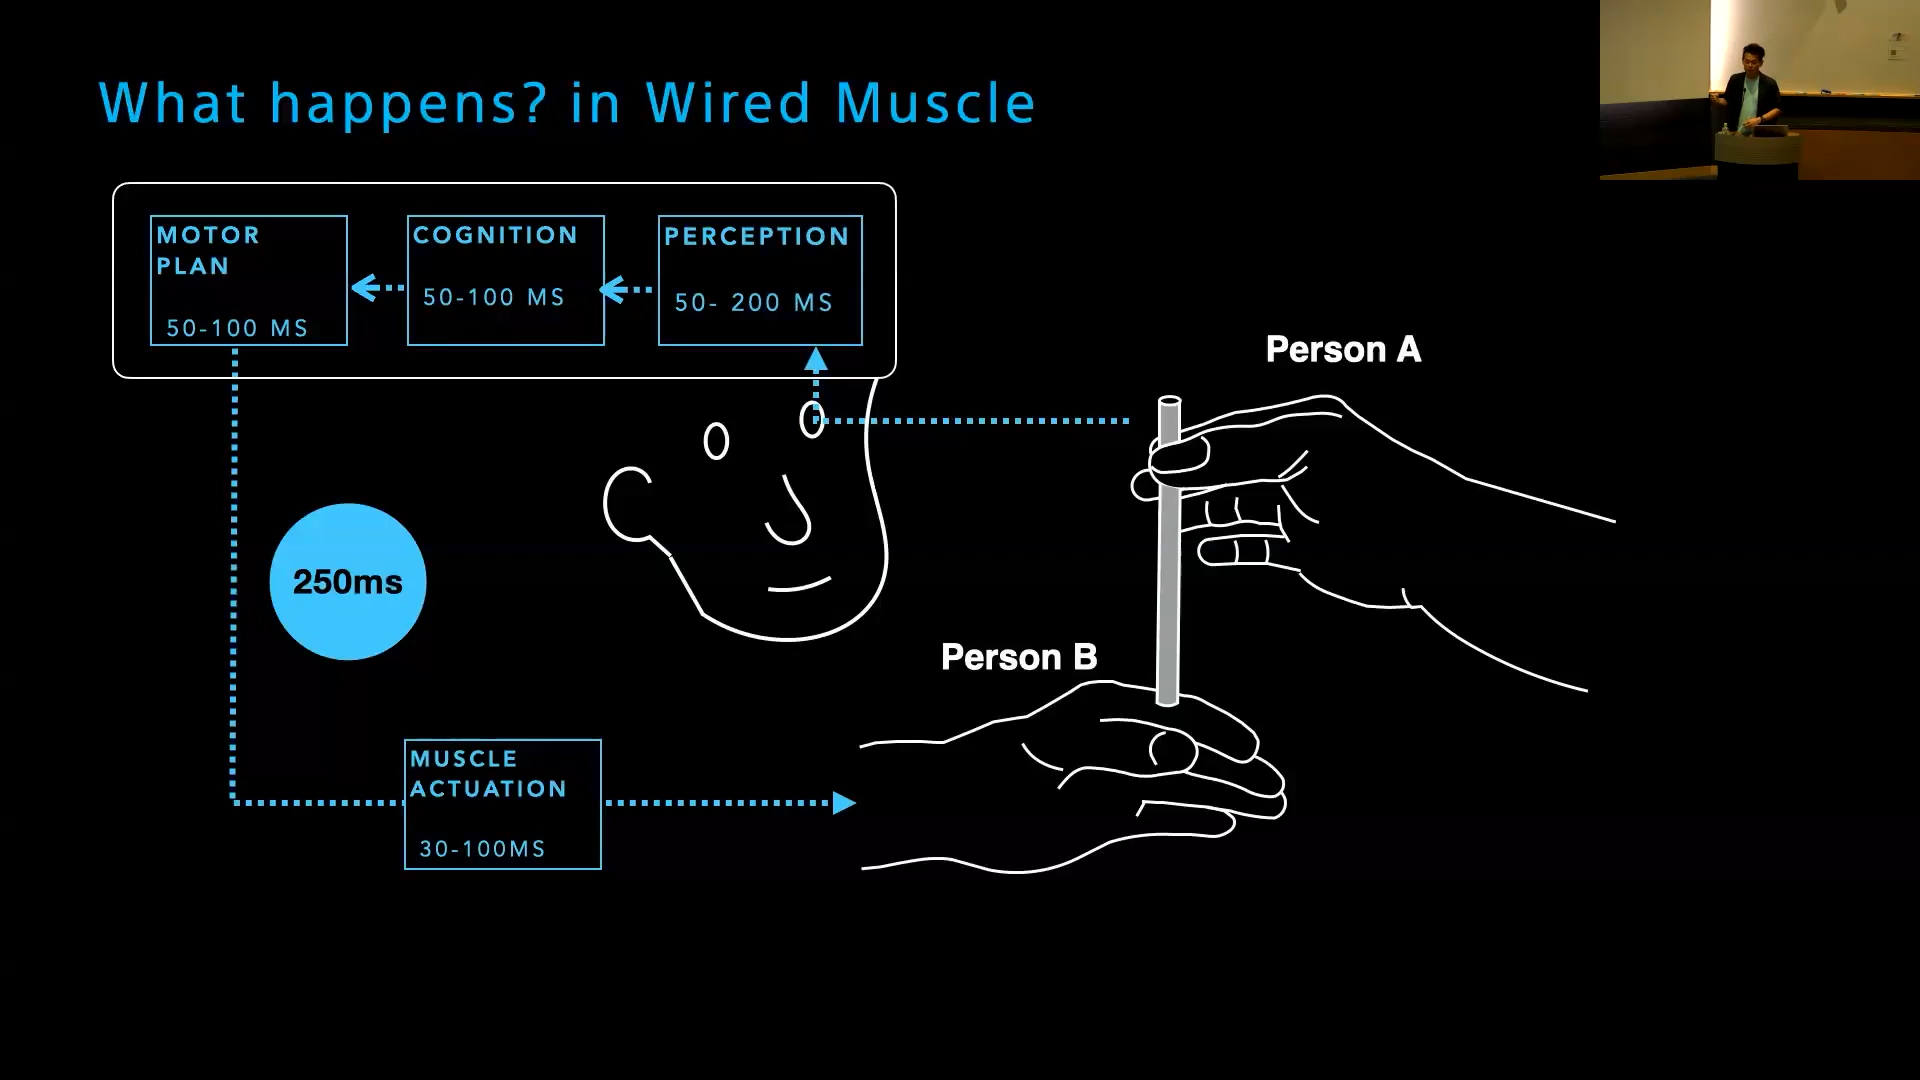 What happens? in Wired Muscle
MOTOR
PLAN
50-100 MS
COGNITION
50-100 MS
PERCEPTION
50- 200 MS
Person A
250ms
Person B
MUSCLE
ACTUATION
30-100MS